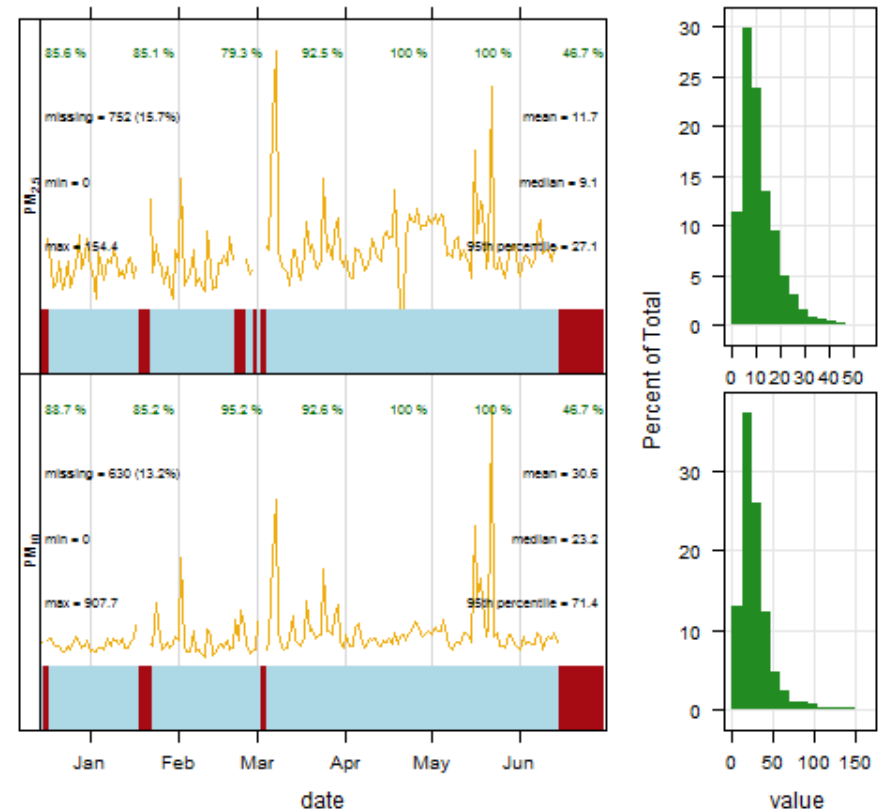 85.6 % 85.1 % 79.3 % 92.5 % 100 % 100 % 46.7 %
missing = 752 (15.7%) mean = 11.7
min = 0 median = 9.1
max = 154.4 95th percentile = 27.1
PM2.5
88.7 % 85.2 % 95.2 % 92.6 % 100 % 100 % 46.7 %
missing = 630 (13.2%) mean = 30.6
min = 0 median = 23.2
max = 907.7 95th percentile = 71.4
PM10
Jan Feb Mar Apr May Jun
date
Percent of Total
30
25
20
15
10
5
0
0 10 20 30 40 50
30
20
10
0
0 50 100 150
value